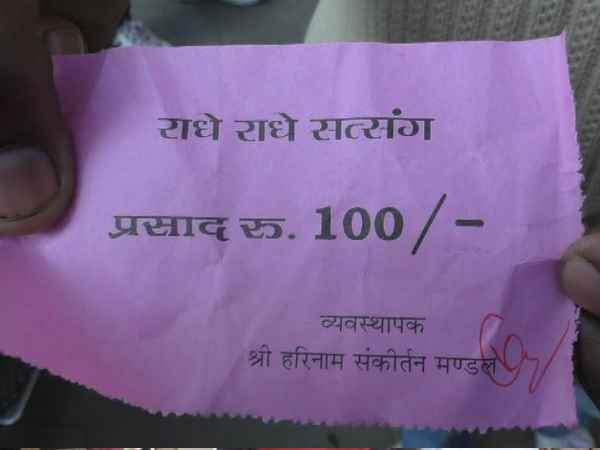 राधे राधे सत्संग
प्रसाद रु. 100/-
व्यवस्थापक
श्री हरिनाम संकीर्तन मण्डल